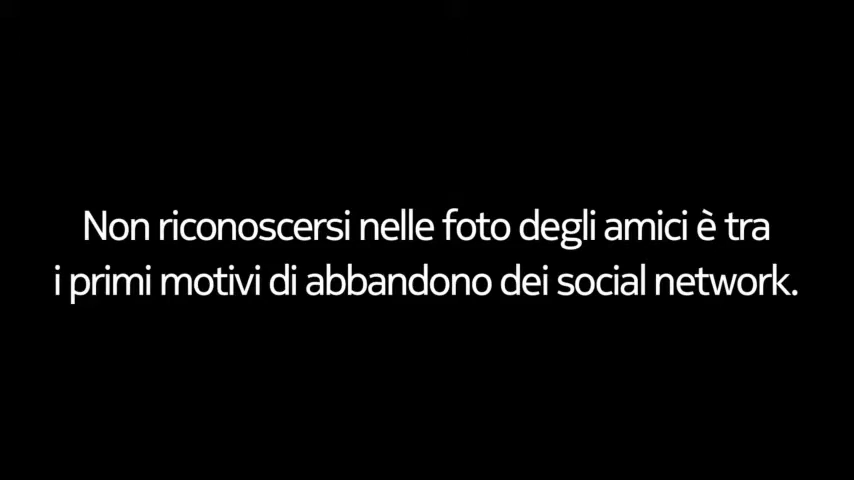 Non riconoscersi nelle foto degli amici è tra
i primi motivi di abbandono dei social network.